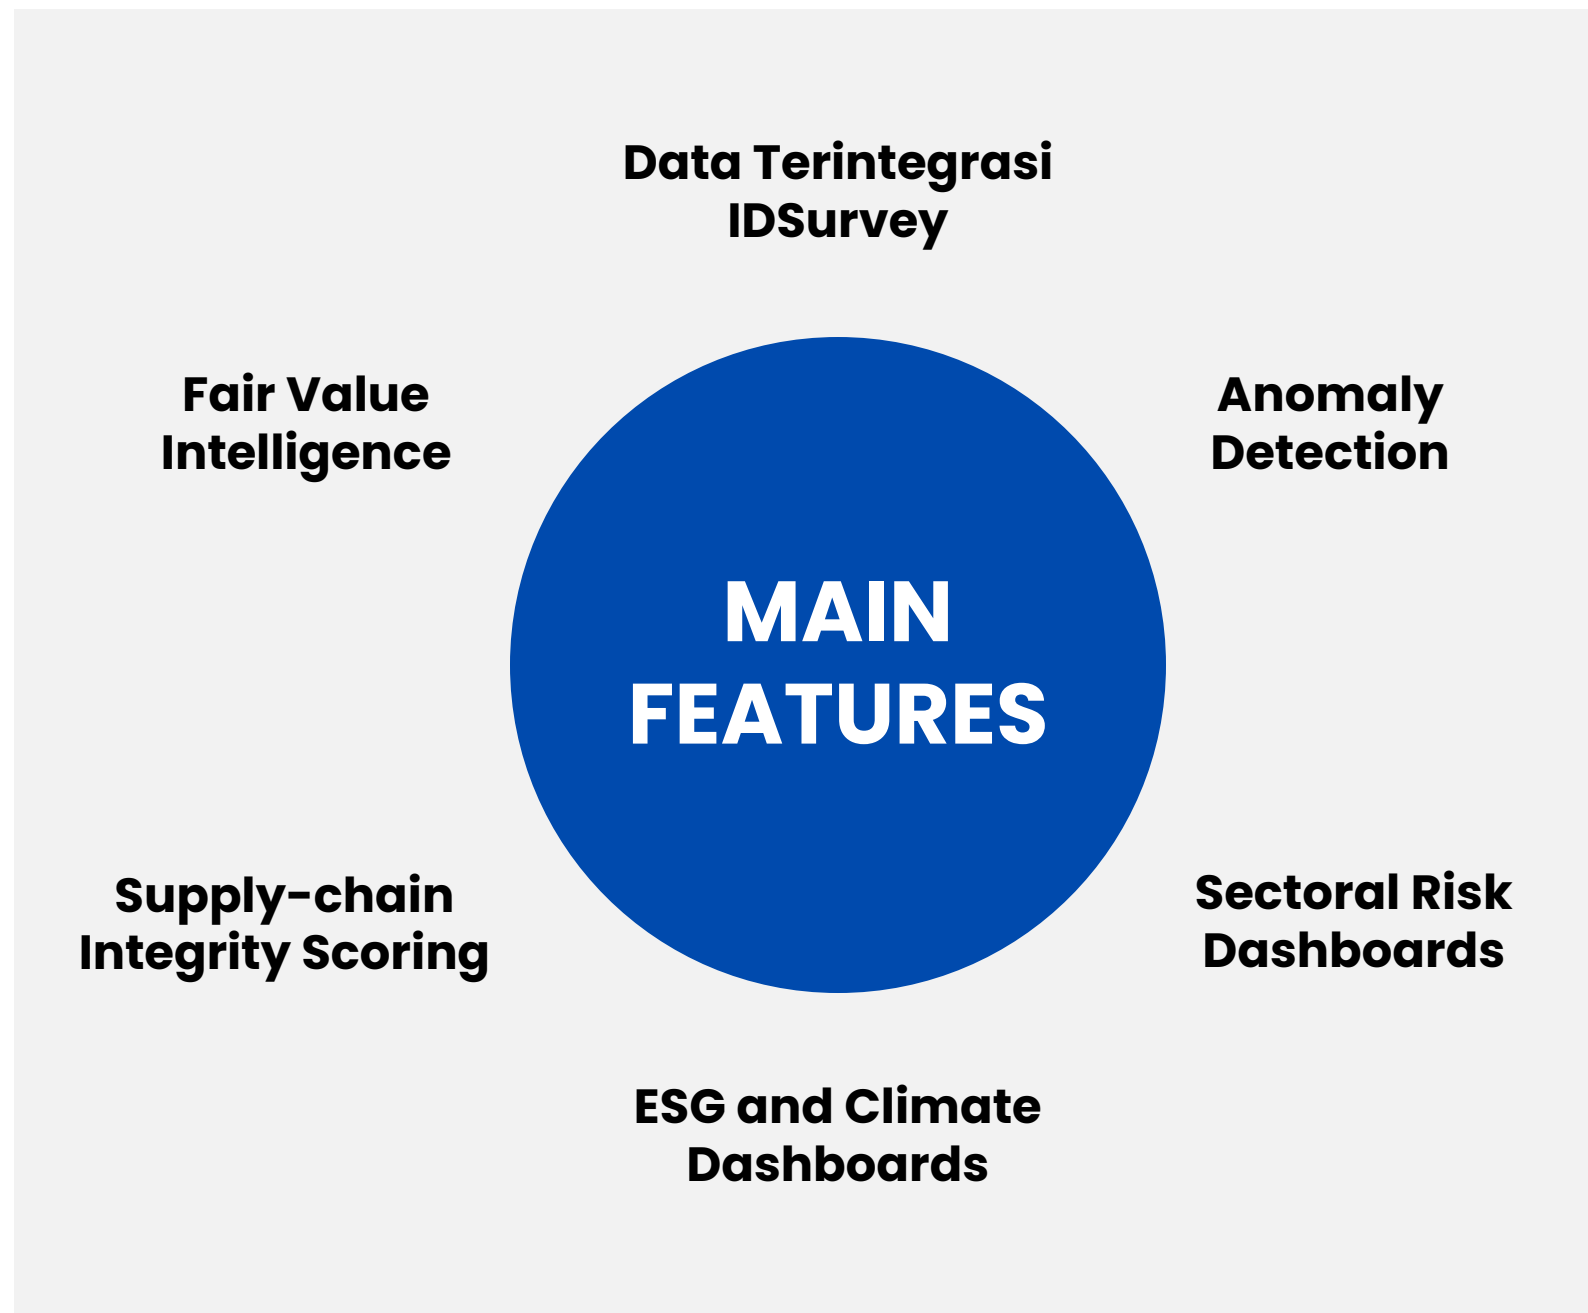 Data Terintegrasi
IDSurvey
Fair Value
Intelligence
Anomaly
Detection
MAIN
FEATURES
Supply-chain
Integrity Scoring
Sectoral Risk
Dashboards
ESG and Climate
Dashboards